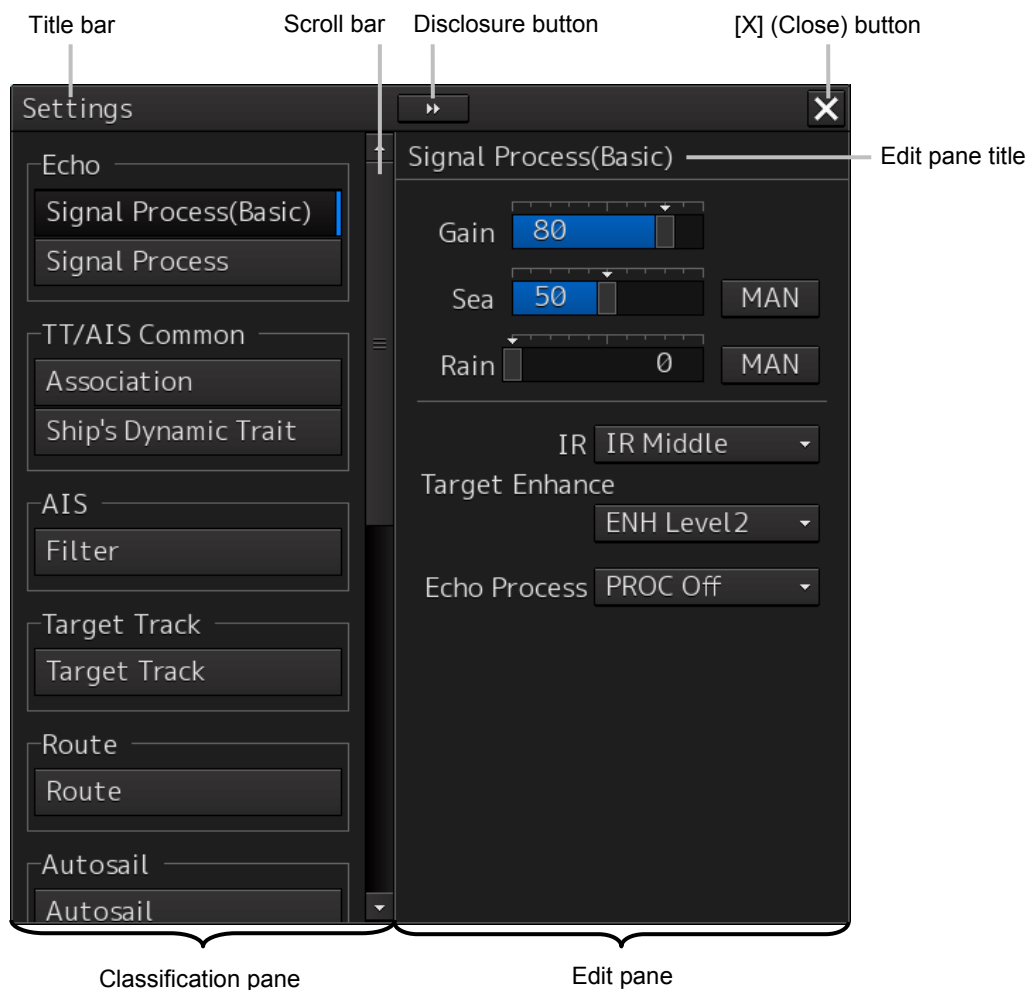 Title bar
Scroll bar
Disclosure button
[X] (Close) button
Settings
Echo
Signal Process(Basic)
Signal Process
TT/AIS Common
Association
Ship's Dynamic Trait
AIS
Filter
Target Track
Target Track
Route
Route
Autosail
Autosail
Signal Process(Basic)
Edit pane title
Gain 80
Sea 50 MAN
Rain 0 MAN
IR IR Middle
Target Enhance
ENH Level2
Echo Process PROC Off
Classification pane
Edit pane